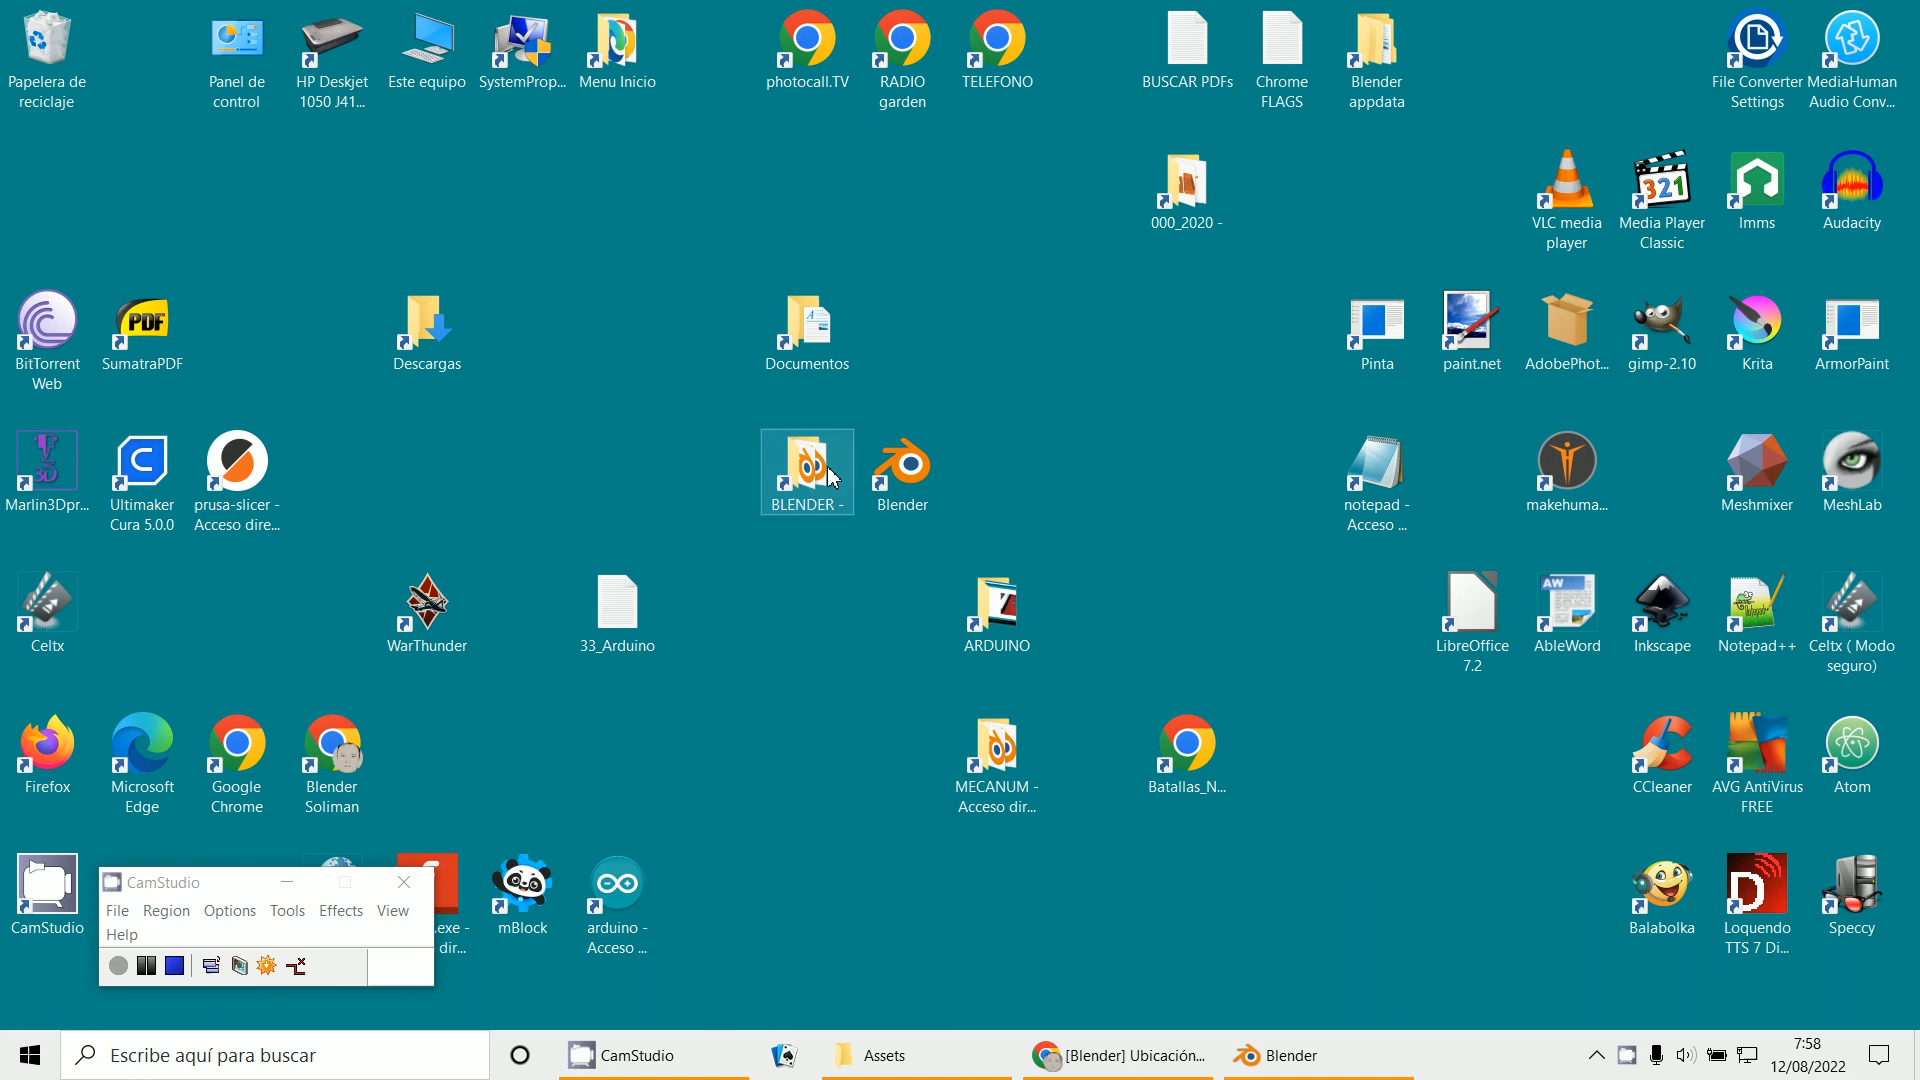 Papelera de
reciclaje
Panel de
control
HP Deskjet
1050 J41...
Este equipo
SystemProp...
Menu Inicio
photocall.TV
RADIO
garden
TELEFONO
BUSCAR PDFs
Chrome
FLAGS
Blender
appdata
File Converter
Settings
MediaHuman
Audio Conv...
000_2020 -
VLC media
player
321
Media Player
Classic
lmms
Audacity
BitTorrent
Web
PDF
SumatraPDF
Descargas
Documentos
Pinta
paint.net
AdobePhot...
gimp-2.10
Krita
ArmorPaint
3D
Marlin3Dpr...
Ultimaker
Cura 5.0.0
prusa-slicer -
Acceso dire...
BLENDER -
Blender
notepad -
Acceso ...
makehuma...
Meshmixer
MeshLab
Celtx
WarThunder
33_Arduino
ARDUINO
LibreOffice
7.2
AW
AbleWord
Inkscape
Notepad++
Celtx ( Modo
seguro)
Firefox
Microsoft
Edge
Google
Chrome
Blender
Soliman
MECANUM -
Acceso dir...
Batallas_N...
CCleaner
AVG AntiVirus
FREE
Atom
CamStudio
CamStudio
File Region Options Tools Effects View
Help
.exe -
dir...
mBlock
arduino -
Acceso ...
Balabolka
D
Loquendo
TTS 7 Di...
Speccy
Escribe aquí para buscar
CamStudio
Assets
[Blender] Ubicación...
Blender
7:58
12/08/2022